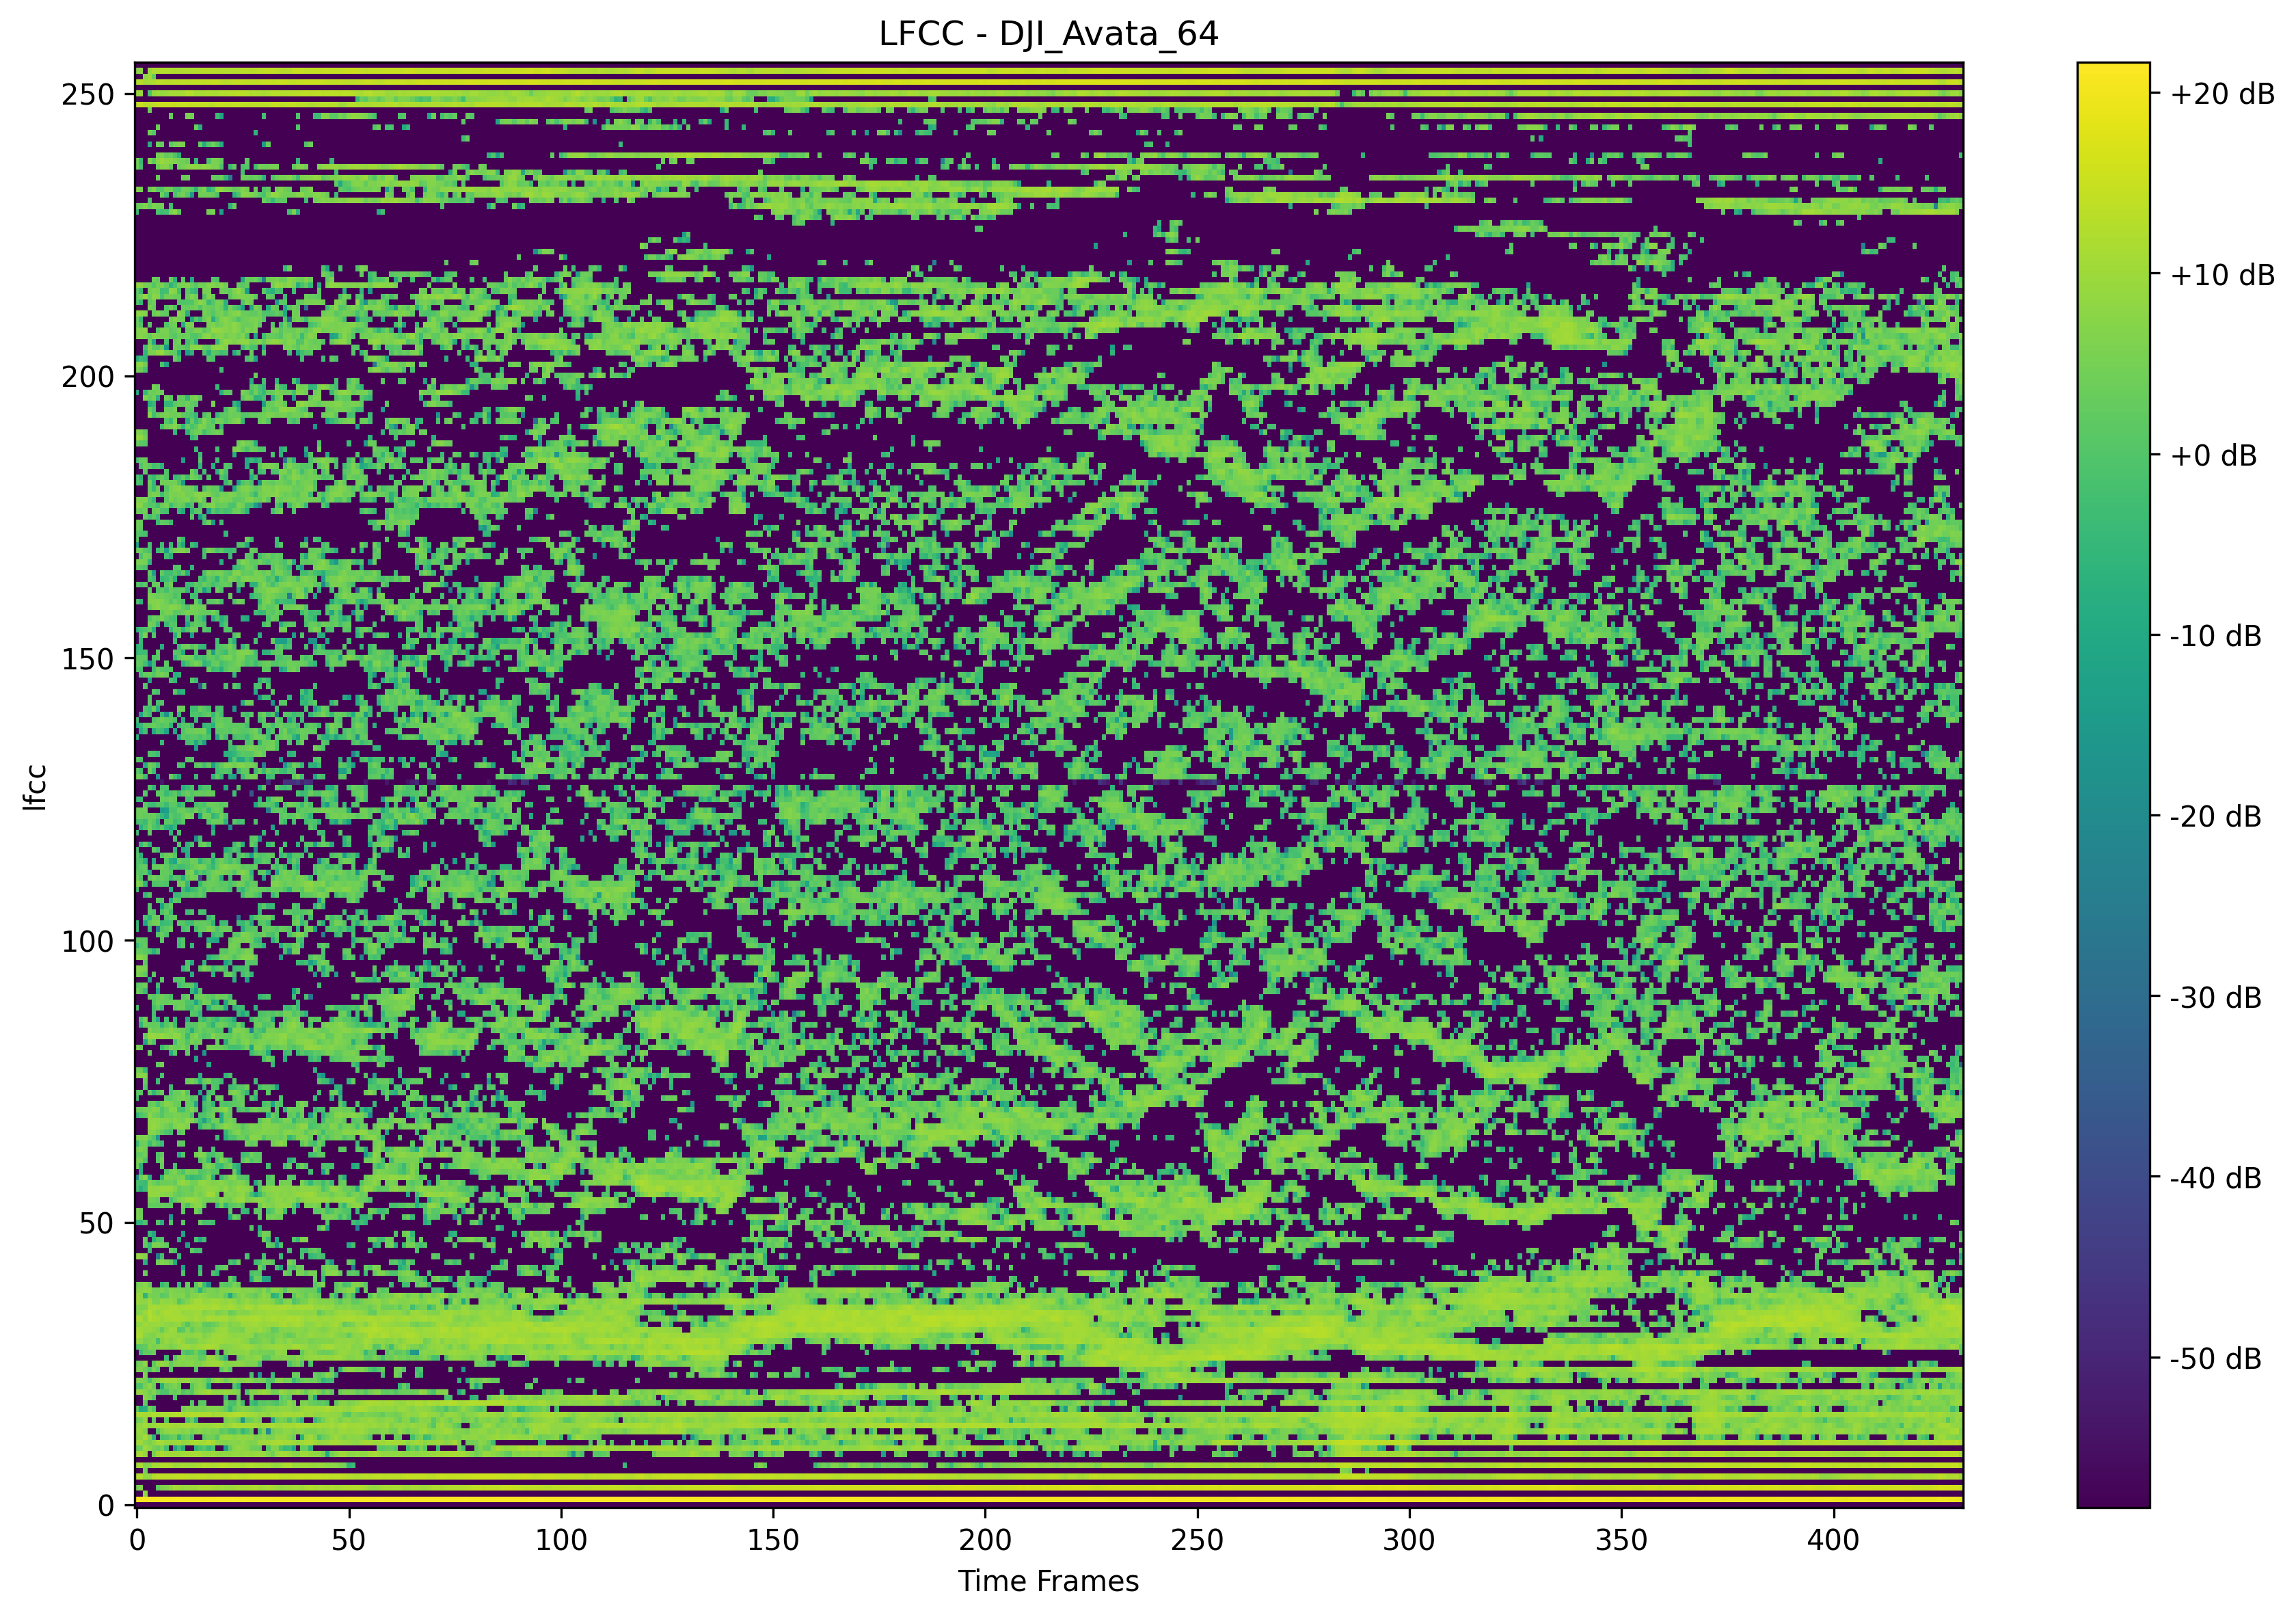 LFCC - DJI_Avata_64
250
200
150
100
50
0
lfcc
0 50 100 150 200 250 300 350 400
Time Frames
+20 dB
+10 dB
+0 dB
-10 dB
-20 dB
-30 dB
-40 dB
-50 dB